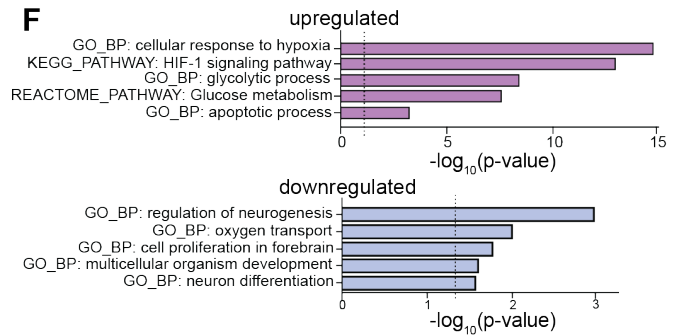 F
upregulated
GO_BP: cellular response to hypoxia
KEGG_PATHWAY: HIF-1 signaling pathway
GO_BP: glycolytic process
REACTOME_PATHWAY: Glucose metabolism
GO_BP: apoptotic process
0 5 10 15
-log10(p-value)
downregulated
GO_BP: regulation of neurogenesis
GO_BP: oxygen transport
GO_BP: cell proliferation in forebrain
GO_BP: multicellular organism development
GO_BP: neuron differentiation
0 1 2 3
-log10(p-value)